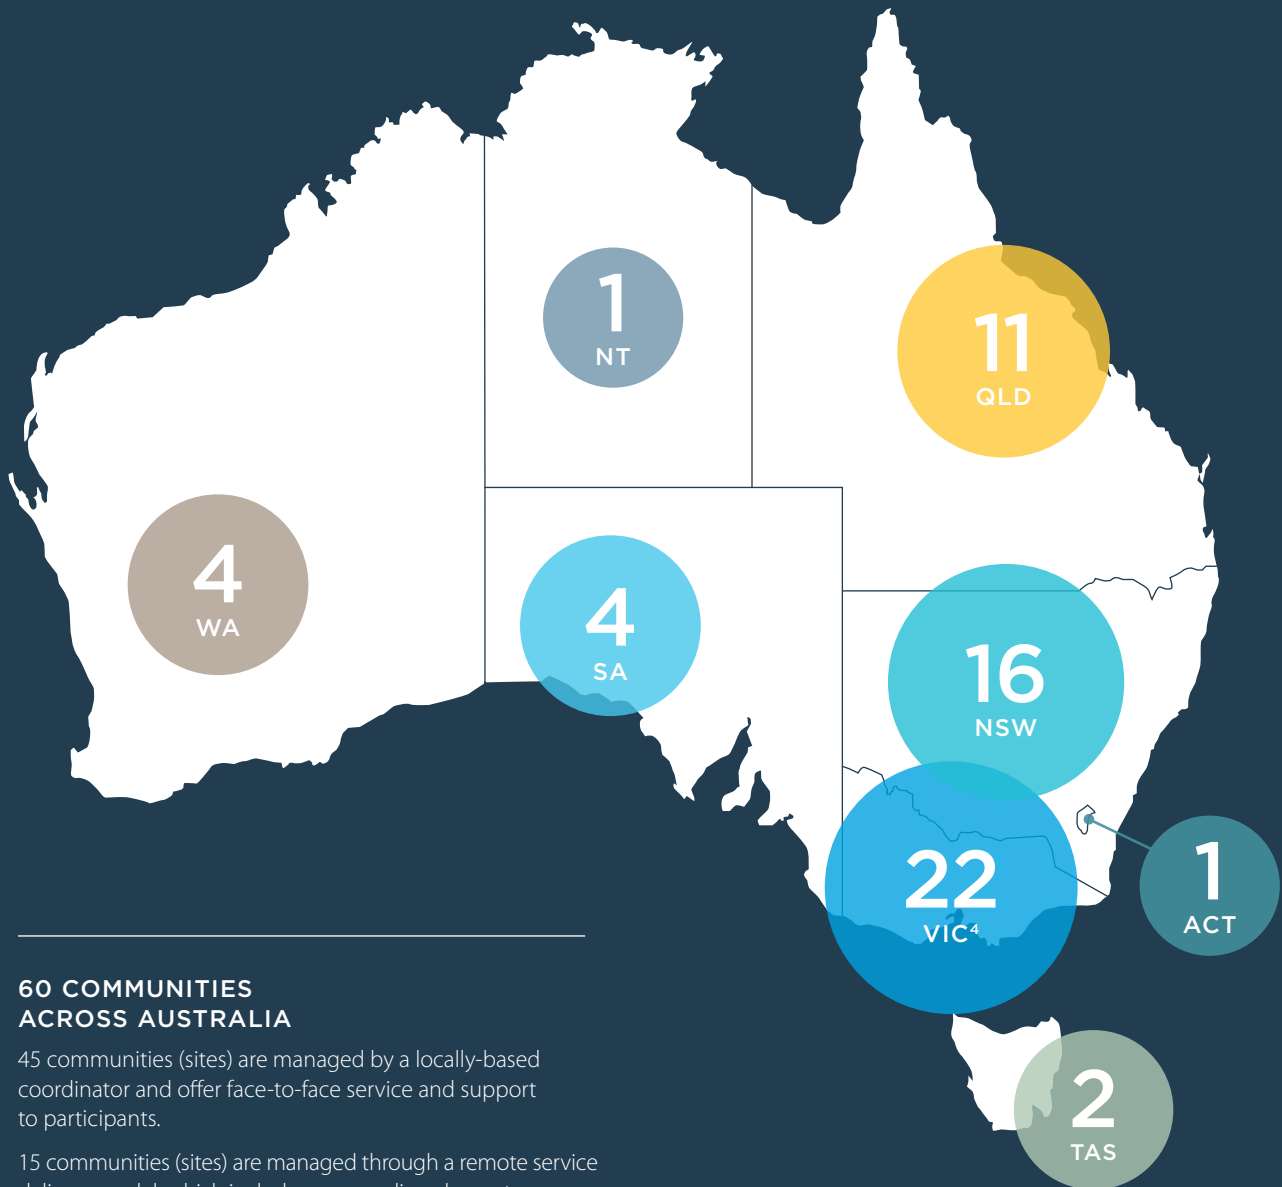 1
NT
11
QLD
4
WA
4
SA
16
NSW
22
VIC⁴
1
ACT
2
TAS
60 COMMUNITIES
ACROSS AUSTRALIA
45 communities (sites) are managed by a locally-based
coordinator and offer face-to-face service and support
to participants.
15 communities (sites) are managed through a remote service